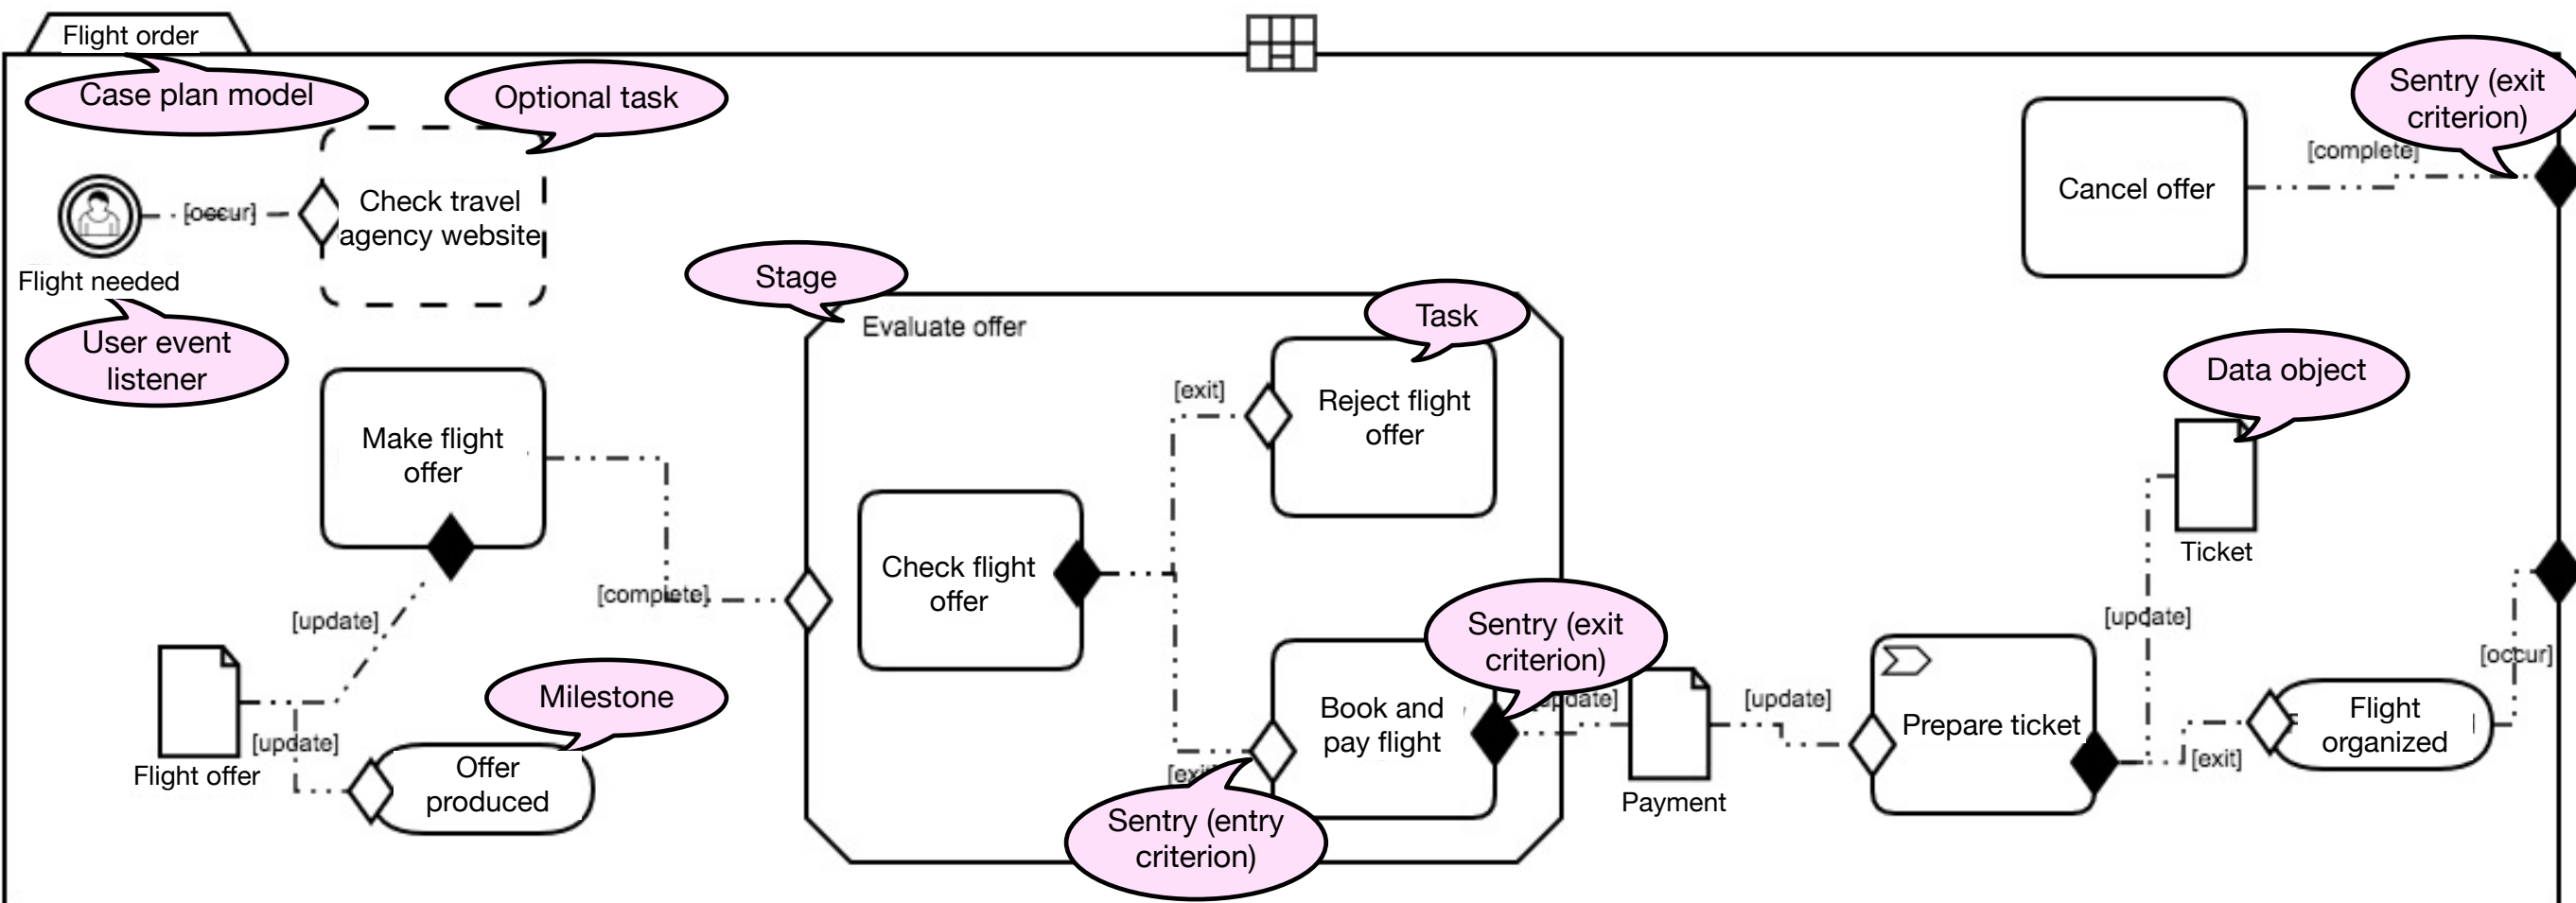 Flight order
Case plan model
Optional task
Sentry (exit
criterion)
[complete]
Cancel offer
[occur]
Check travel
agency website
Flight needed
User event
listener
Stage
Evaluate offer
Task
Data object
Make flight
offer
[exit]
Reject flight
offer
Ticket
Check flight
offer
[complete]
[update]
[update]
Sentry (exit
criterion)
[occur]
Milestone
[update]
Flight offer
Offer
produced
Book and
pay flight
[update]
[update]
Payment
Prepare ticket
[exit]
Flight
organized
Sentry (entry
criterion)